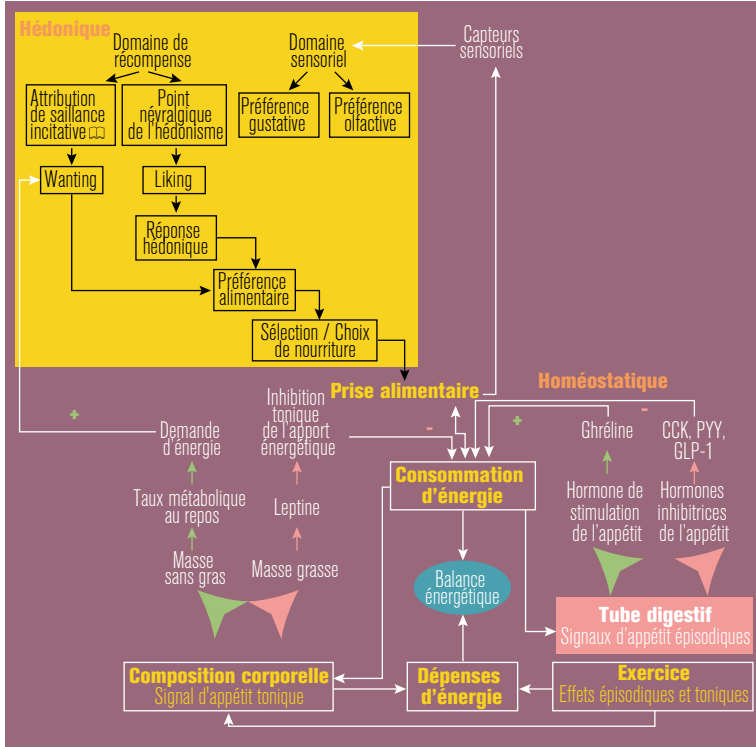 Hédonique
Domaine de
récompense
Domaine
sensoriel
Capteurs
sensoriels
Attribution
de saillance
incitative
Point
névralgique
de l'hédonisme
Préférence
gustative
Préférence
olfactive
Wanting
Liking
Réponse
hédonique
Préférence
alimentaire
Sélection / Choix
de nourriture
Prise alimentaire
Homéostatique
+
Demande
d'énergie
Inhibition
tonique
de l'apport
énergétique
-
+
-
Ghréline
CCK, PYY,
GLP-1
Consommation
d'énergie
Taux métabolique
au repos
Leptine
Hormone de
stimulation
de l'appétit
Hormones
inhibitrices
de l'appétit
Masse
sans gras
Masse grasse
Balance
énergétique
Tube digestif
Signaux d'appétit épisodiques
Composition corporelle
Signal d'appétit tonique
Dépenses
d'énergie
Exercice
Effets épisodiques et toniques